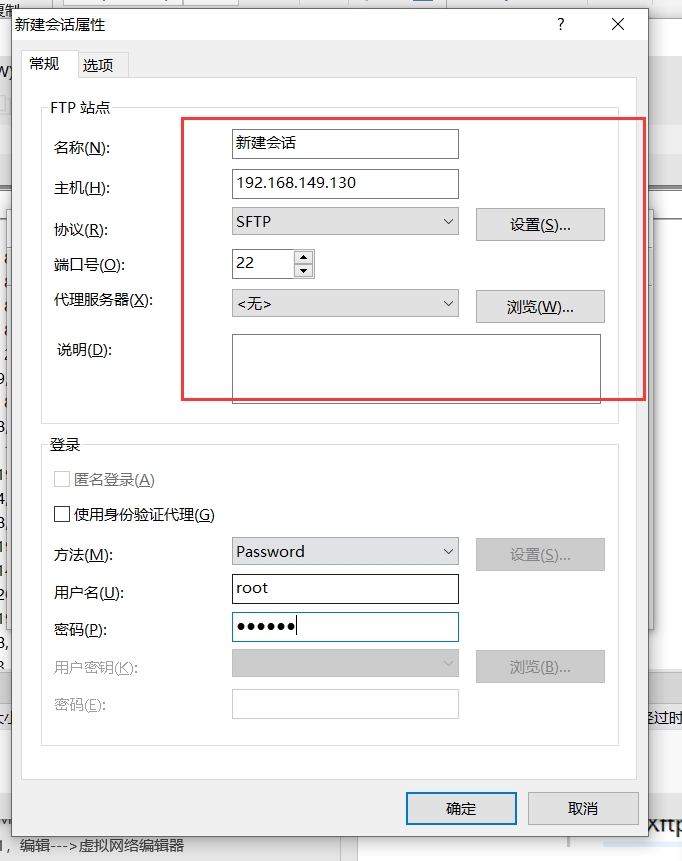 新建会话属性
常规 选项
FTP 站点
名称(N): 新建会话
主机(H): 192.168.149.130
协议(R): SFTP 设置(S)...
端口号(O): 22
代理服务器(X): <无> 浏览(W)...
说明(D):
登录
匿名登录(A)
使用身份验证代理(G)
方法(M): Password 设置(S)...
用户名(U): root
密码(P): ●●●●●●
用户密钥(K): 浏览(B)...
密码(E):
确定 取消
Xftp
编辑--->虚拟网络编辑器